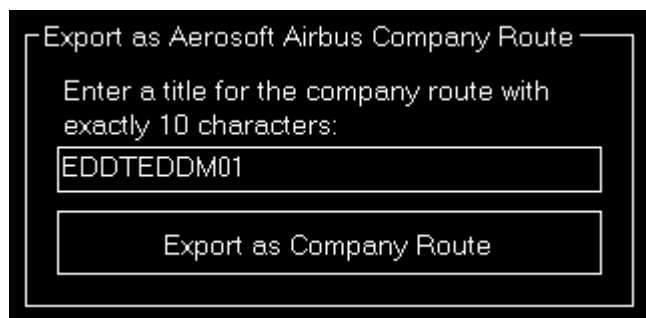 Export as Aerosoft Airbus Company Route
Enter a title for the company route with
exactly 10 characters:
EDDTEDDM01
Export as Company Route